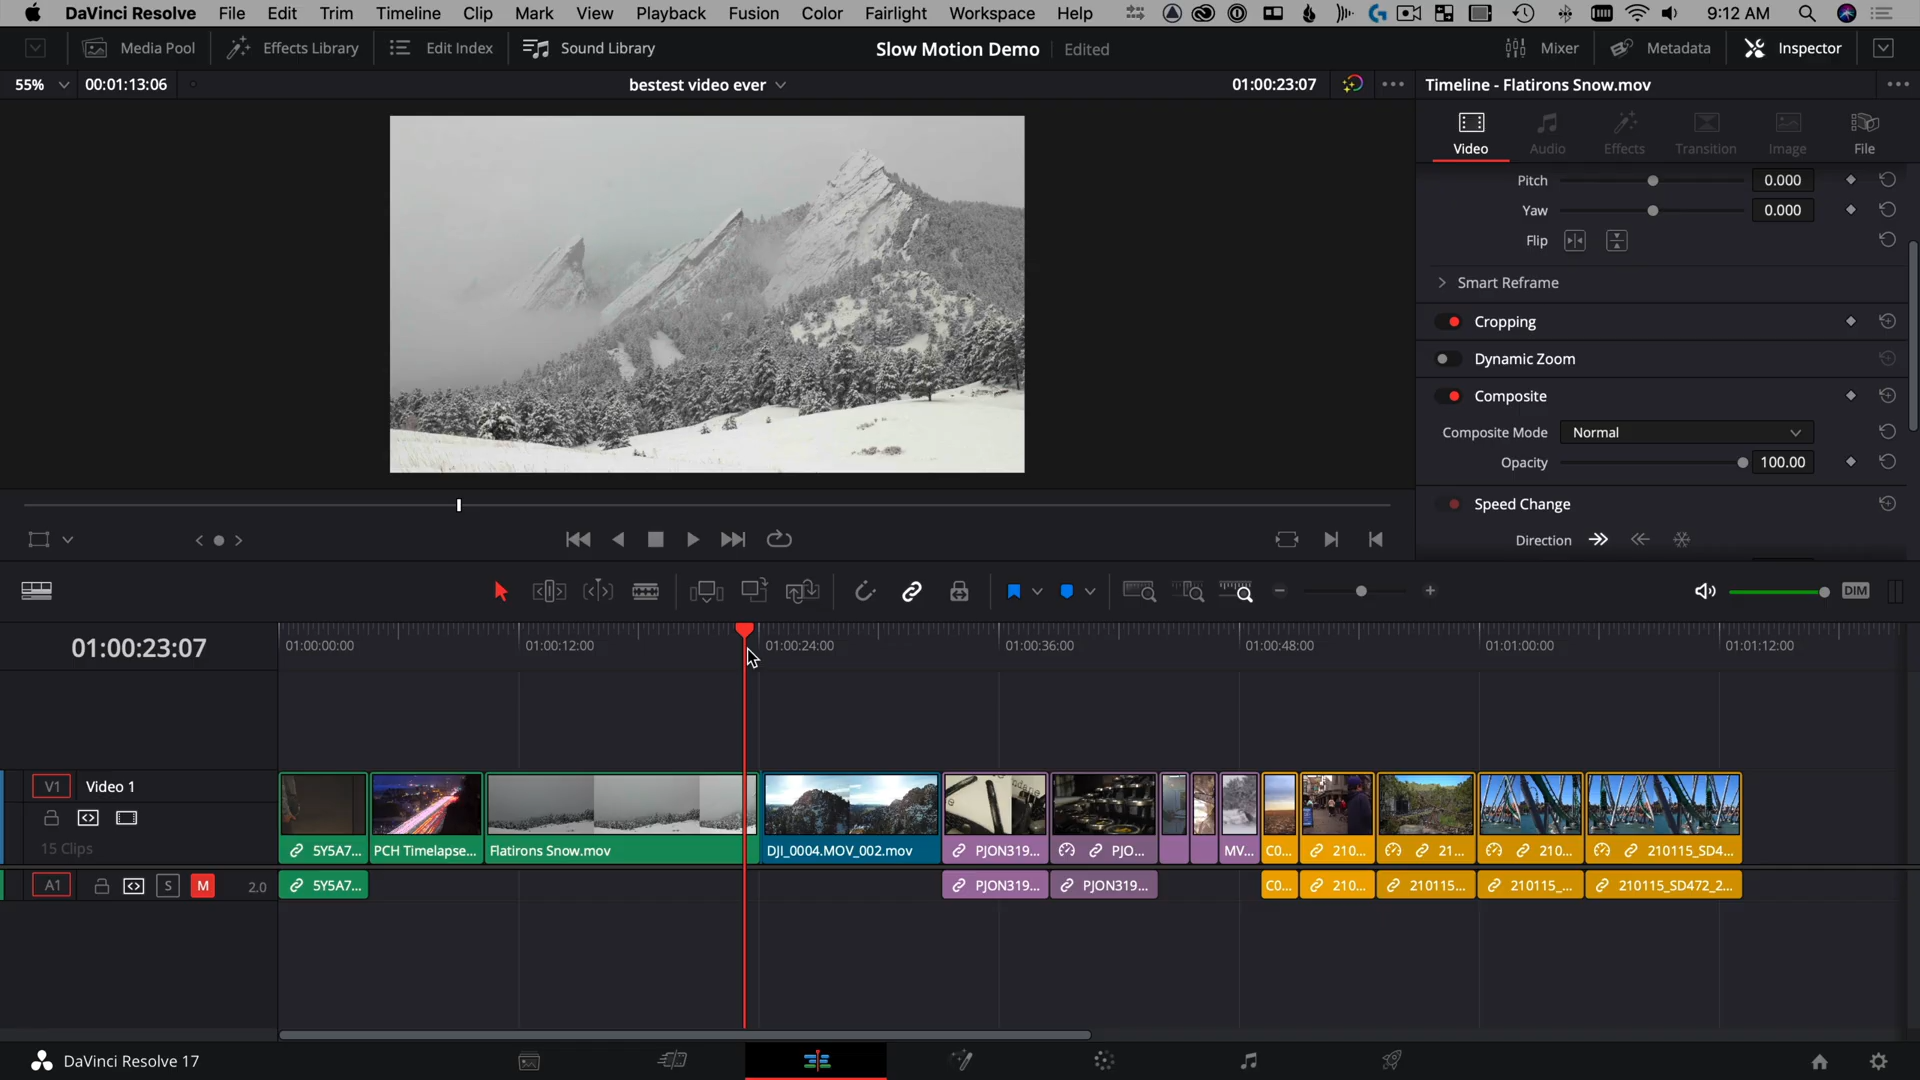 DaVinci Resolve File Edit Trim Timeline Clip Mark View Playback Fusion Color Fairlight Workspace Help 9:12 AM
Media Pool Effects Library Edit Index Sound Library Slow Motion Demo Edited Mixer Metadata Inspector
55% 00:01:13:06 bestest video ever 01:00:23:07 Timeline - Flatirons Snow.mov
Video Audio Effects Transition Image File
Pitch 0.000
Yaw 0.000
Flip
Smart Reframe
Cropping
Dynamic Zoom
Composite
Composite Mode Normal
Opacity 100.00
Speed Change
Direction
DIM
01:00:23:07 01:00:00:00 01:00:12:00 01:00:24:00 01:00:36:00 01:00:48:00 01:01:00:00 01:01:12:00
V1 Video 1
15 Clips 5Y5A7... PCH Timelapse... Flatirons Snow.mov DJI_0004.MOV_002.mov PJON319... PJO... MV... C0... 210... 21... 210... 210115_SD4...
A1 S M 2.0 5Y5A7... PJON319... PJON319... C0... 210... 210115... 210115_... 210115_SD472_2...
DaVinci Resolve 17